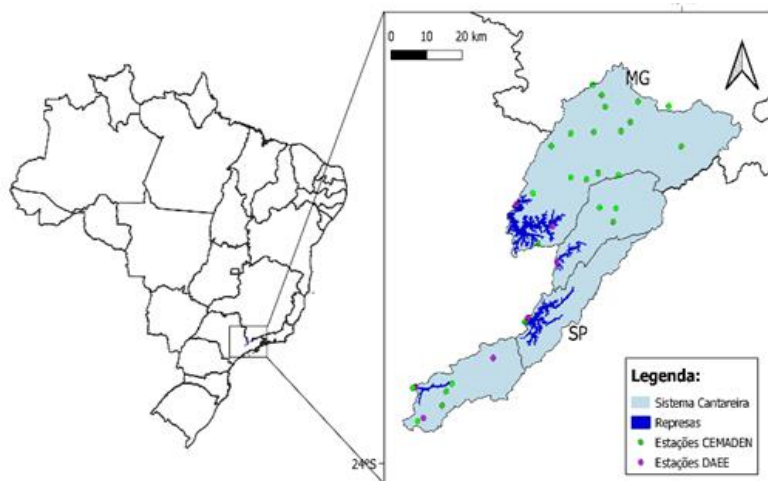 0 10 20 km
MG
SP
24°S
Legenda:
Sistema Cantareira
Represas
Estações CEMADEN
Estações DAEE